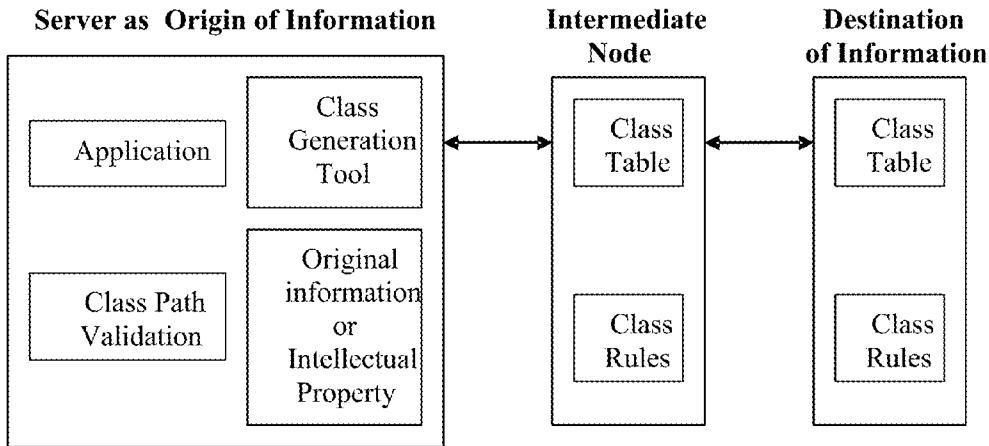 Server as Origin of Information
Intermediate
Node
Destination
of Information
Application
Class
Generation
Tool
Class Path
Validation
Original
information
or
Intellectual
Property
Class
Table
Class
Rules
Class
Table
Class
Rules